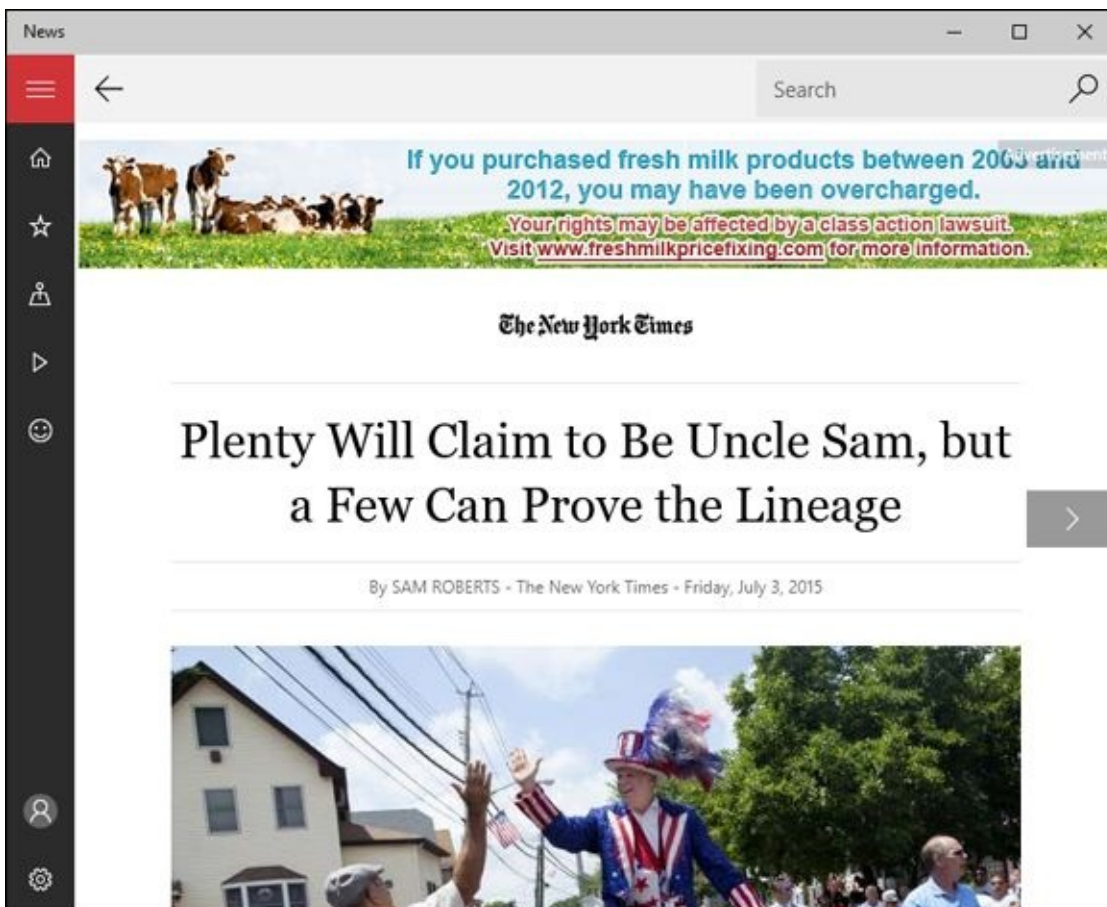 News
Search
Advertisement
If you purchased fresh milk products between 2003 and
2012, you may have been overcharged.
Your rights may be affected by a class action lawsuit.
Visit www.freshmilkpricefixing.com for more information.
The New York Times
Plenty Will Claim to Be Uncle Sam, but
a Few Can Prove the Lineage
By SAM ROBERTS - The New York Times - Friday, July 3, 2015